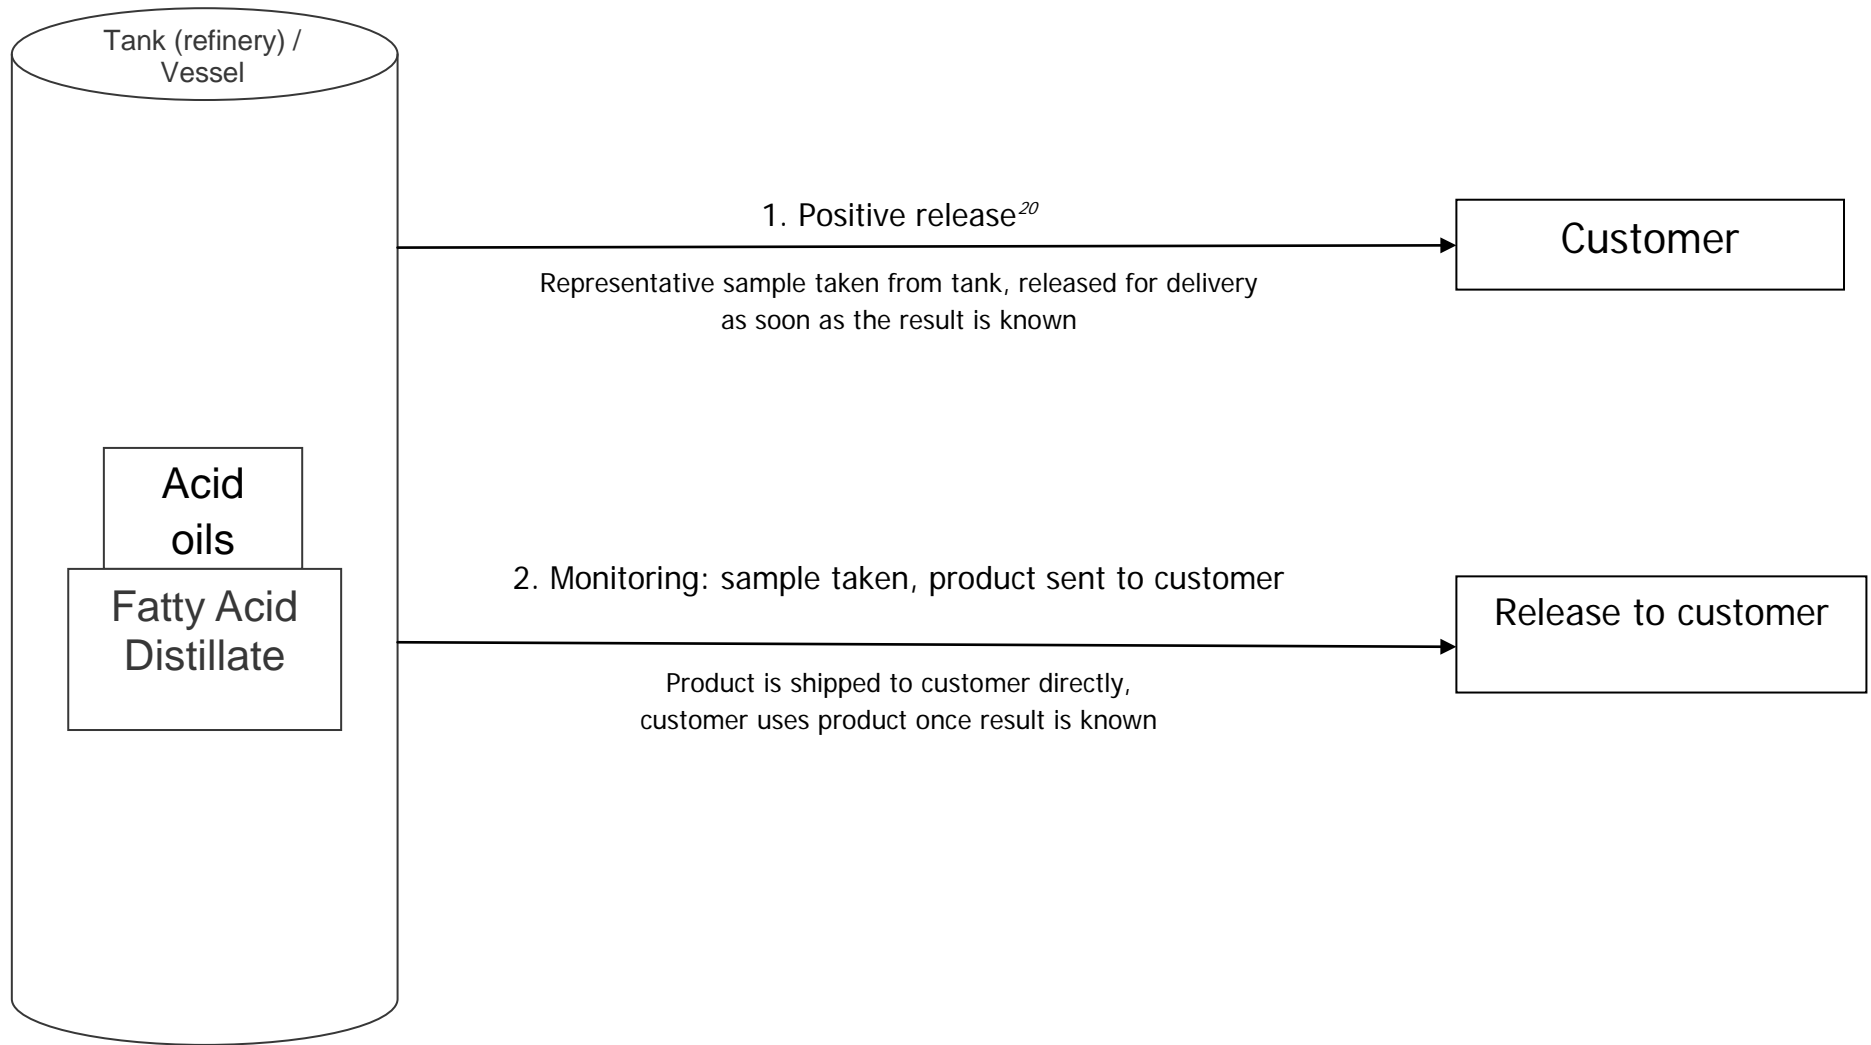 Tank (refinery) /
Vessel
1. Positive release20
Customer
Representative sample taken from tank, released for delivery
as soon as the result is known
Acid
oils
Fatty Acid
Distillate
2. Monitoring: sample taken, product sent to customer
Release to customer
Product is shipped to customer directly,
customer uses product once result is known